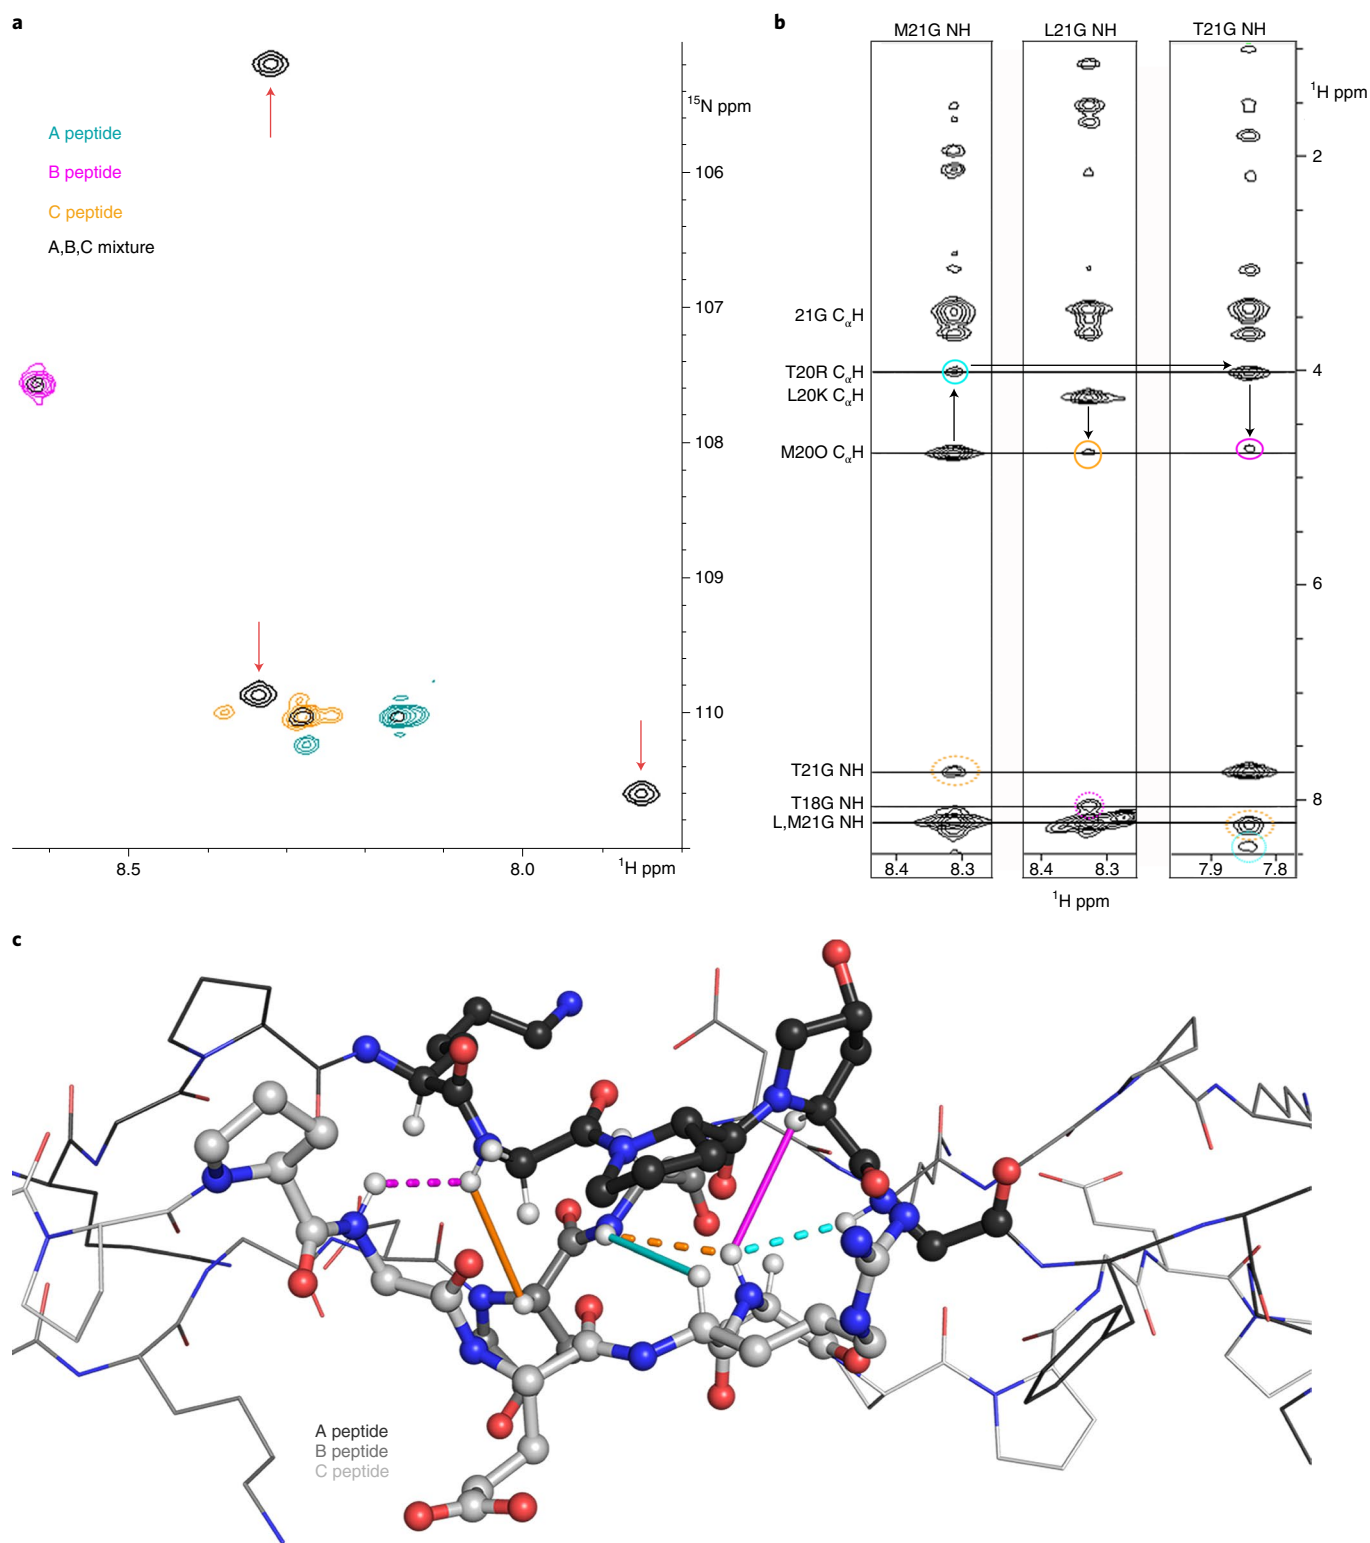 a
15N ppm
A peptide
B peptide
C peptide
A,B,C mixture
106
107
108
109
110
8.5
8.0
1H ppm
b
M21G NH
L21G NH
T21G NH
1H ppm
2
21G CαH
T20R CαH
4
L20K CαH
M20O CαH
6
T21G NH
8
T18G NH
L,M21G NH
8.4
8.3
8.4
8.3
7.9
7.8
1H ppm
c
A peptide
B peptide
C peptide